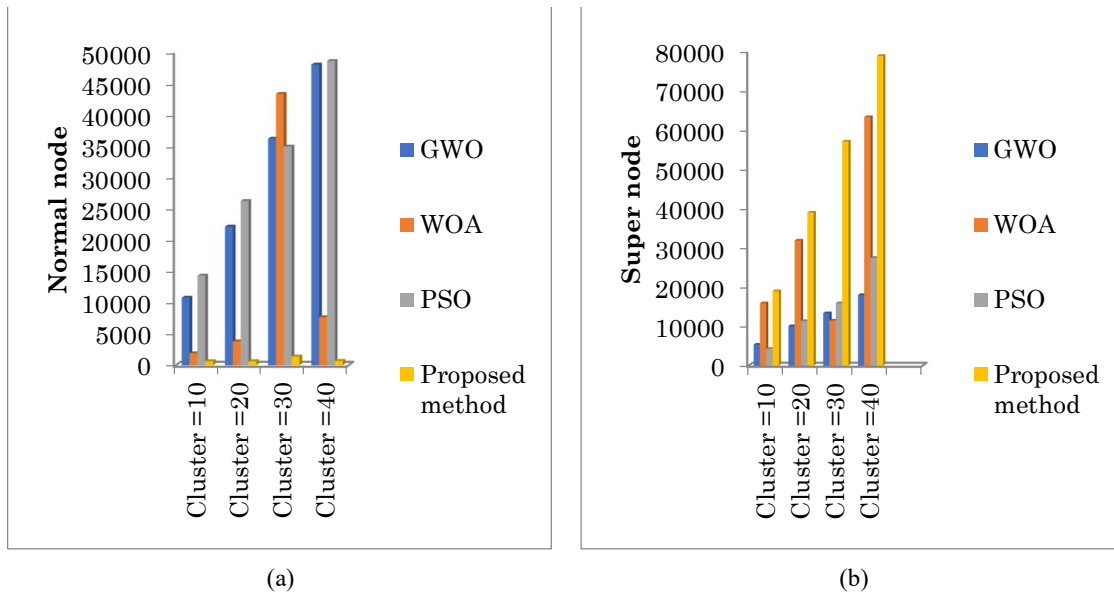 Normal node
50000
45000
40000
35000
30000
25000
20000
15000
10000
5000
0
Cluster =10
Cluster =20
Cluster =30
Cluster =40
GWO
WOA
PSO
Proposed
method
(a)
Super node
80000
70000
60000
50000
40000
30000
20000
10000
0
Cluster =10
Cluster =20
Cluster =30
Cluster =40
GWO
WOA
PSO
Proposed
method
(b)